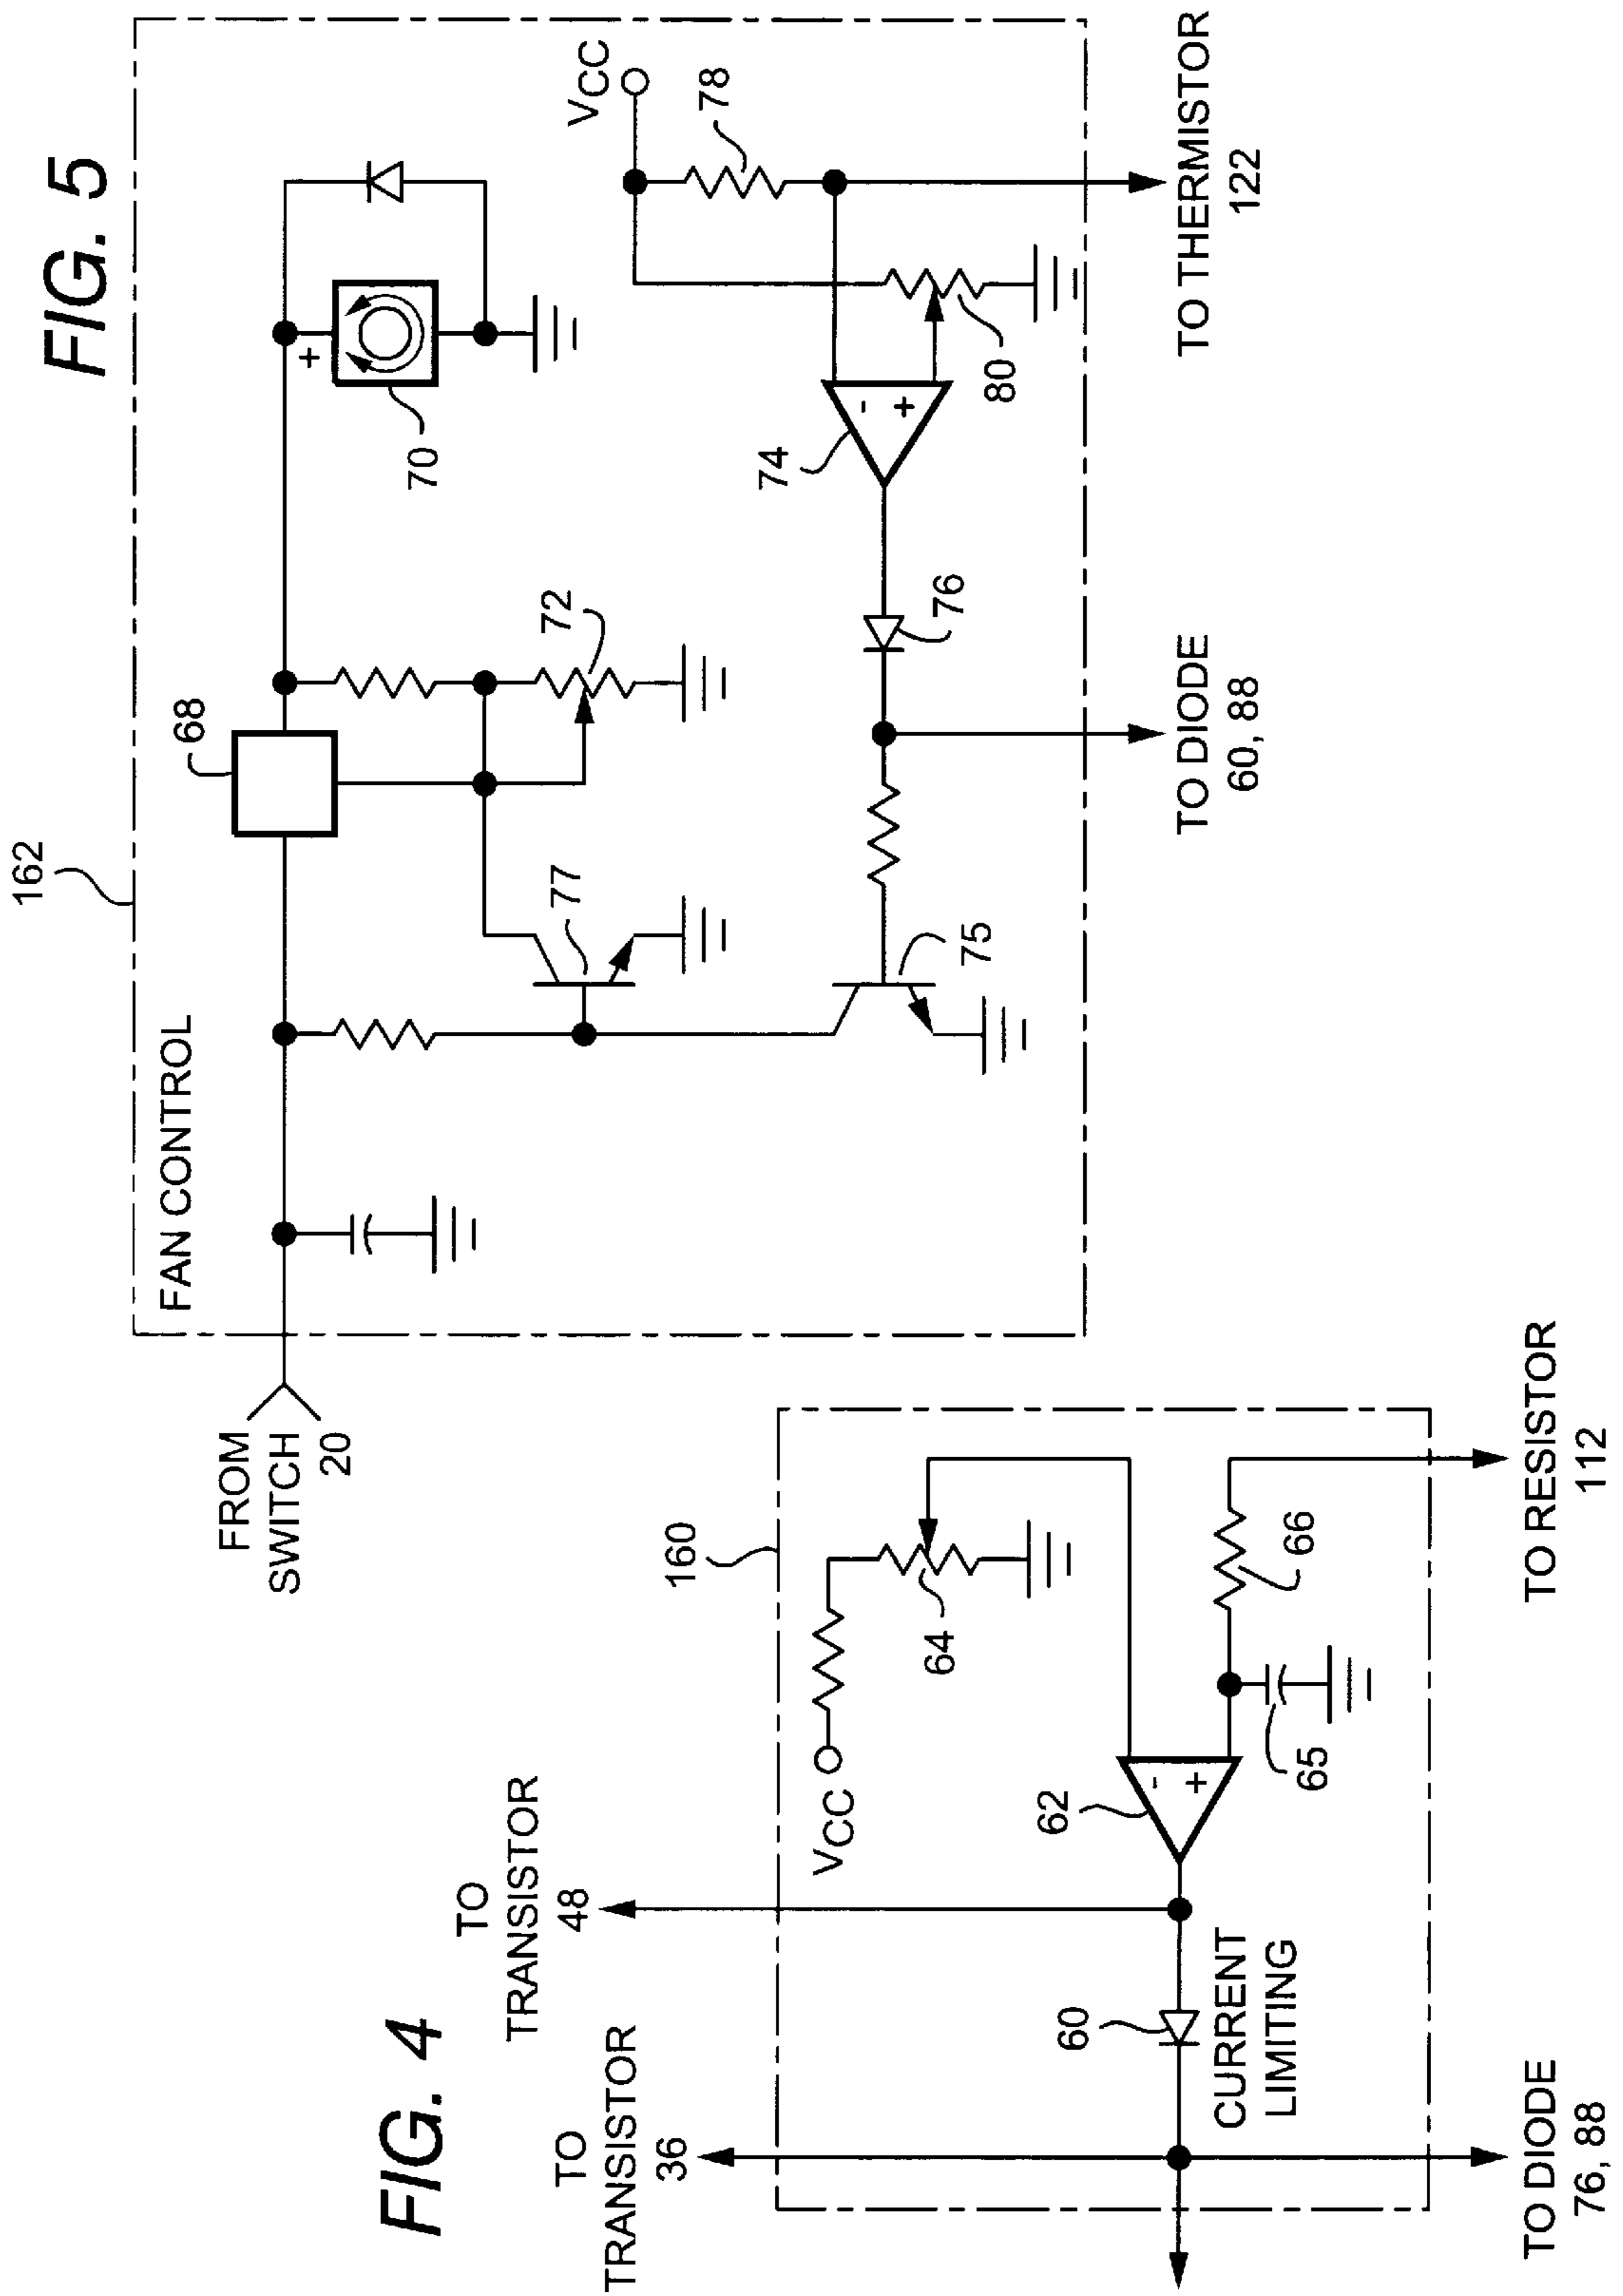 FIG. 5
162
FAN CONTROL
FROM
SWITCH
20
68
70
+
72
77
75
76
74
-
+
VCC
78
80
TO DIODE
60, 88
TO THERMISTOR
122
FIG. 4
160
TO
TRANSISTOR
36
TO
TRANSISTOR
48
VCC
64
62
-
+
65
66
60
CURRENT
LIMITING
TO DIODE
76, 88
TO RESISTOR
112